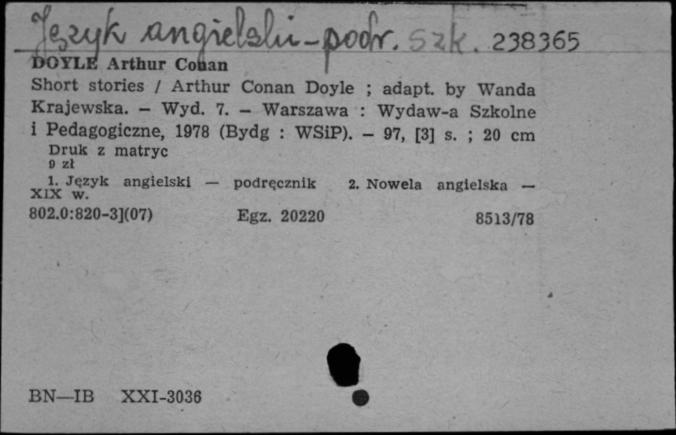 Język angielski-podr. szk. 238365
DOYLE Arthur Conan
Short stories / Arthur Conan Doyle ; adapt. by Wanda
Krajewska. — Wyd. 7. — Warszawa : Wydaw-a Szkolne
i Pedagogiczne, 1978 (Bydg : WSiP). — 97, [3] s. ; 20 cm
Druk z matryc
9 zł
1. Język angielski — podręcznik 2. Nowela angielska —
XIX w.
802.0:820-3](07) Egz. 20220 8513/78
BN—IB XXI-3036